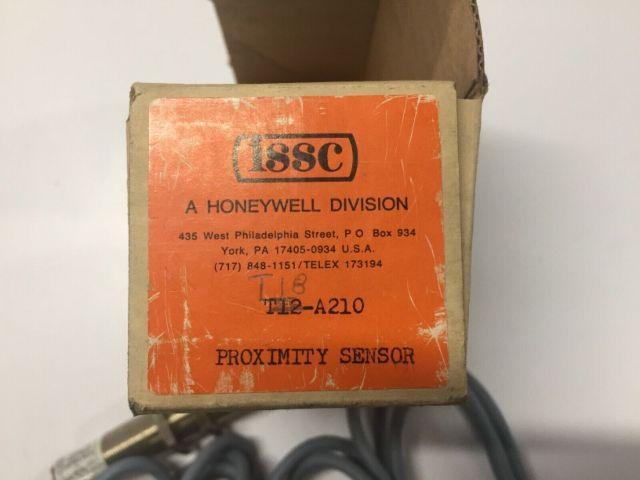 ISSC
A HONEYWELL DIVISION
435 West Philadelphia Street, P O Box 934
York, PA 17405-0934 U.S.A.
(717) 848-1151/TELEX 173194
T18
T12-A210
PROXIMITY SENSOR